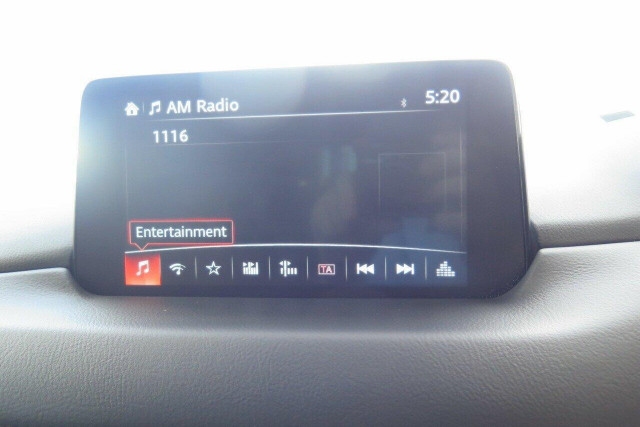 AM Radio 5:20
1116
Entertainment
TA